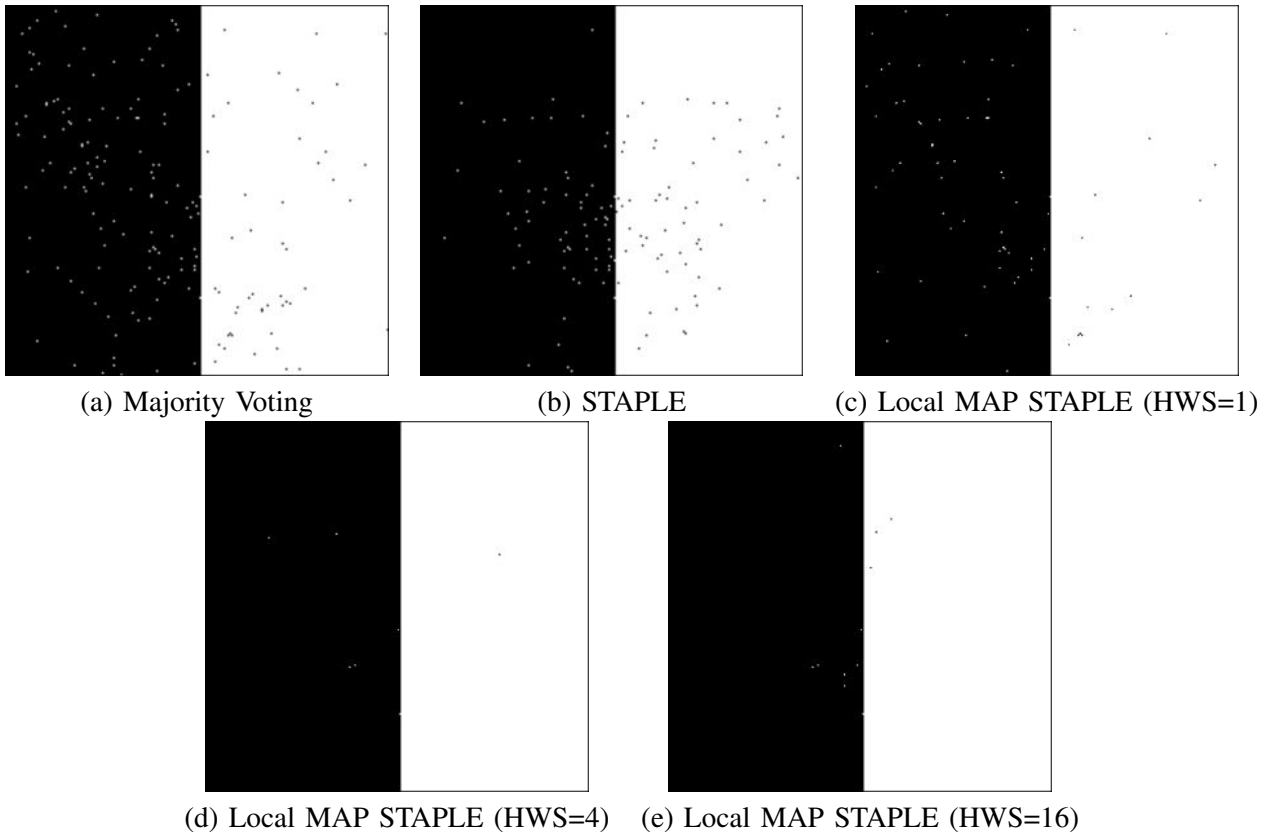 (a) Majority Voting
(b) STAPLE
(c) Local MAP STAPLE (HWS=1)
(d) Local MAP STAPLE (HWS=4)
(e) Local MAP STAPLE (HWS=16)